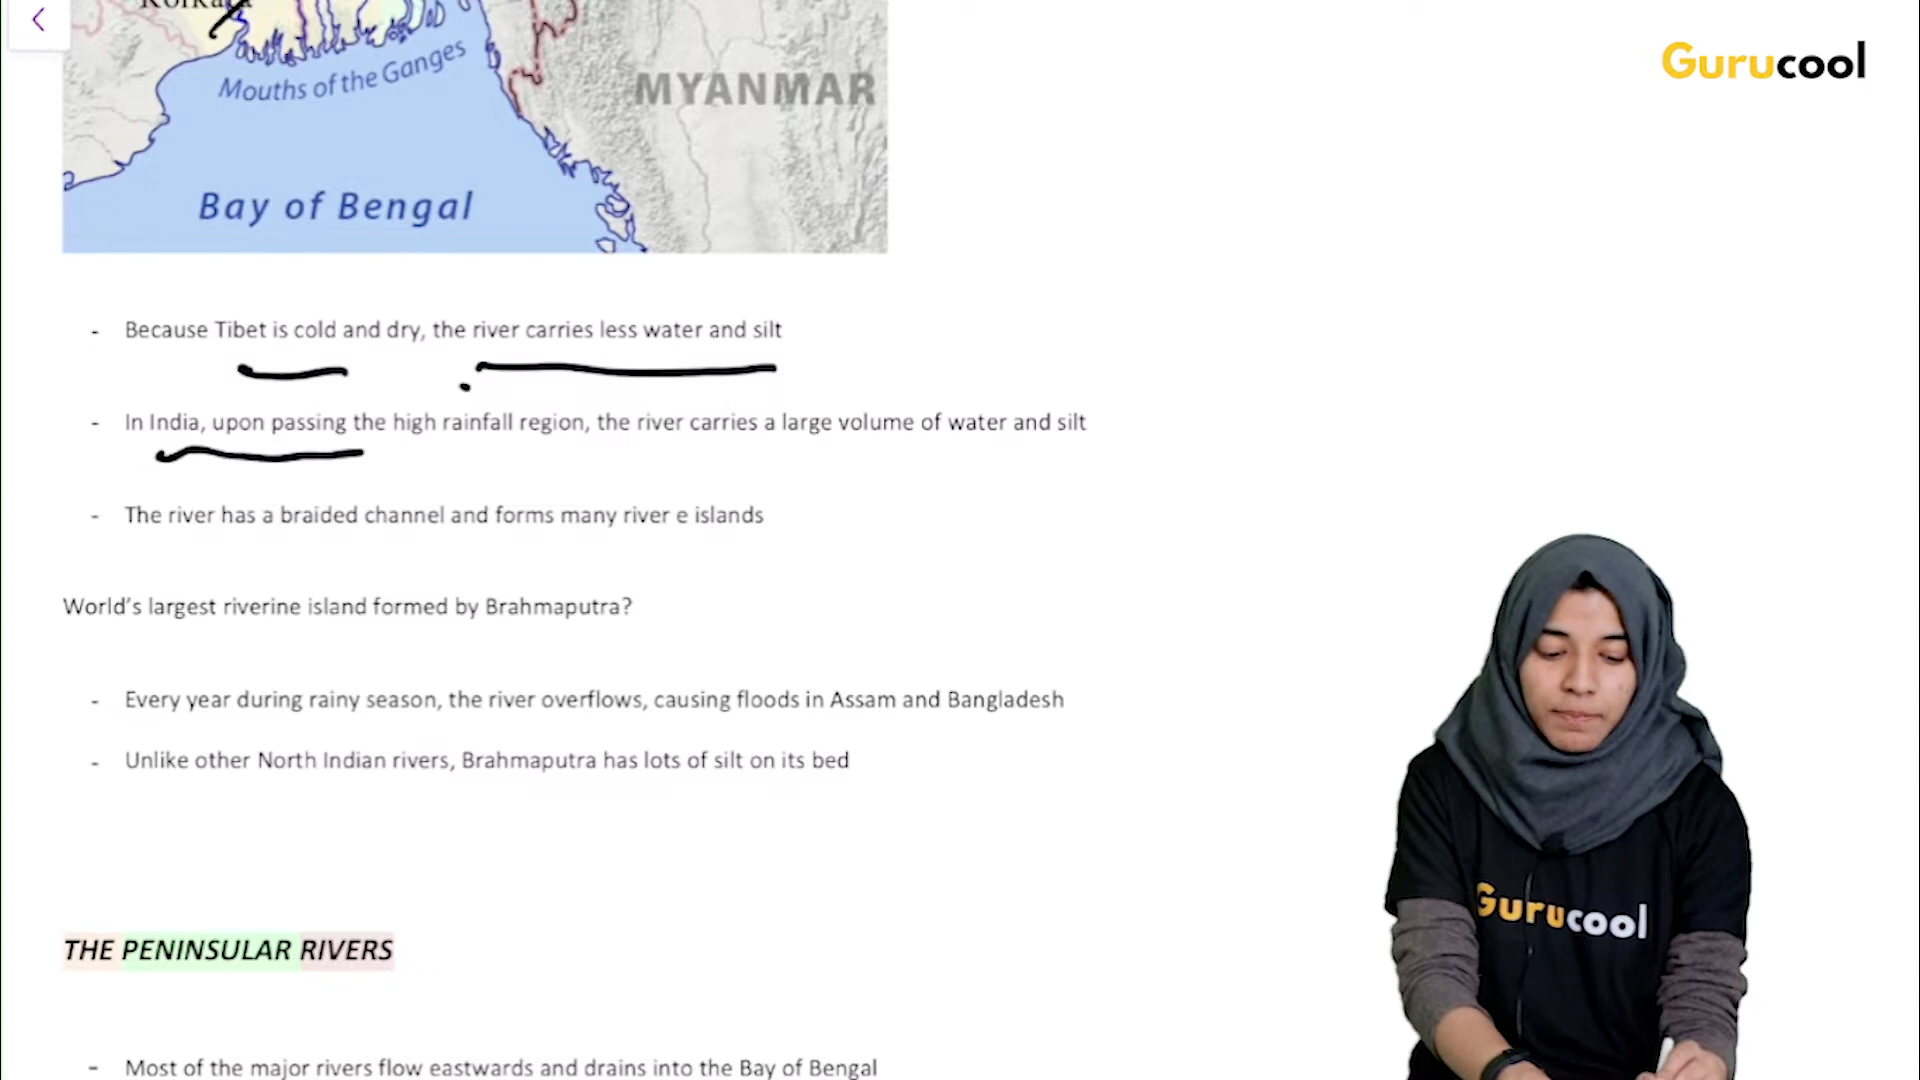 Kolkata
Gurucool
Mouths of the Ganges
MYANMAR
Bay of Bengal
- Because Tibet is cold and dry, the river carries less water and silt
- In India, upon passing the high rainfall region, the river carries a large volume of water and silt
- The river has a braided channel and forms many river e islands
World's largest riverine island formed by Brahmaputra?
- Every year during rainy season, the river overflows, causing floods in Assam and Bangladesh
- Unlike other North Indian rivers, Brahmaputra has lots of silt on its bed
Gurucool
THE PENINSULAR RIVERS
- Most of the major rivers flow eastwards and drains into the Bay of Bengal